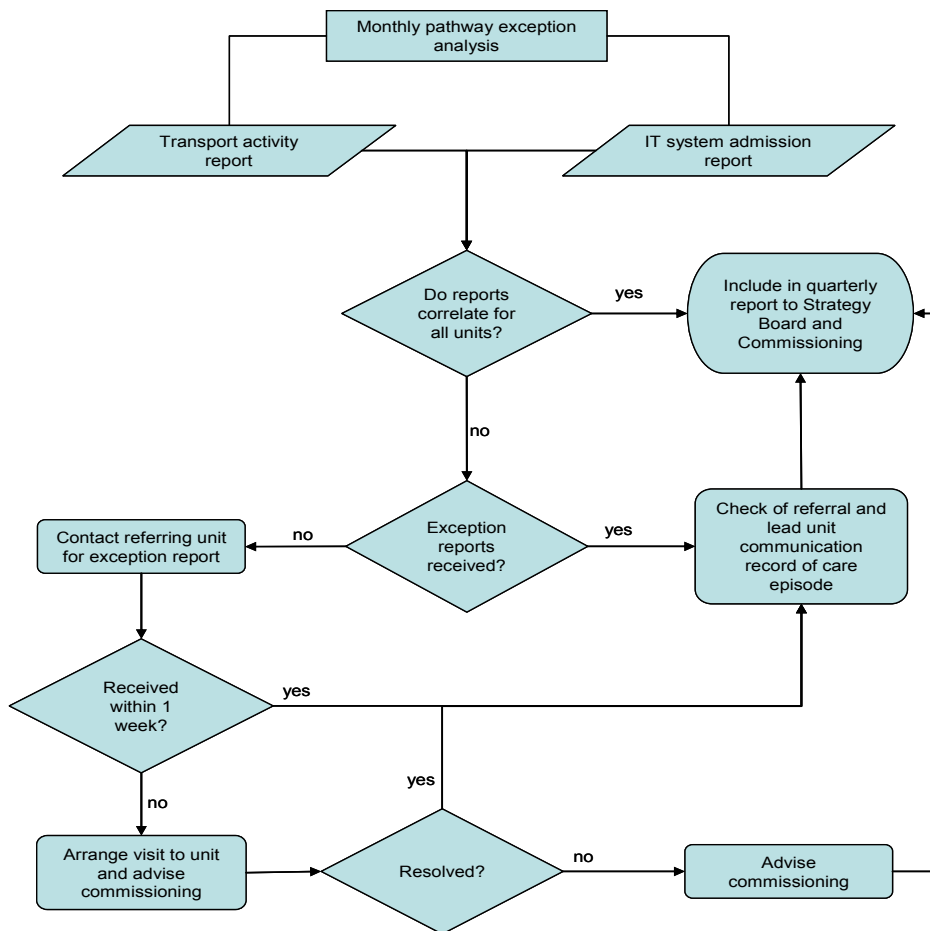 Monthly pathway exception
analysis
Transport activity
report
IT system admission
report
Do reports
correlate for
all units?
yes
Include in quarterly
report to Strategy
Board and
Commissioning
no
Contact referring unit
for exception report
no
Exception
reports
received?
yes
Check of referral and
lead unit
communication
record of care
episode
Received
within 1
week?
yes
yes
no
Arrange visit to unit
and advise
commissioning
Resolved?
no
Advise
commissioning